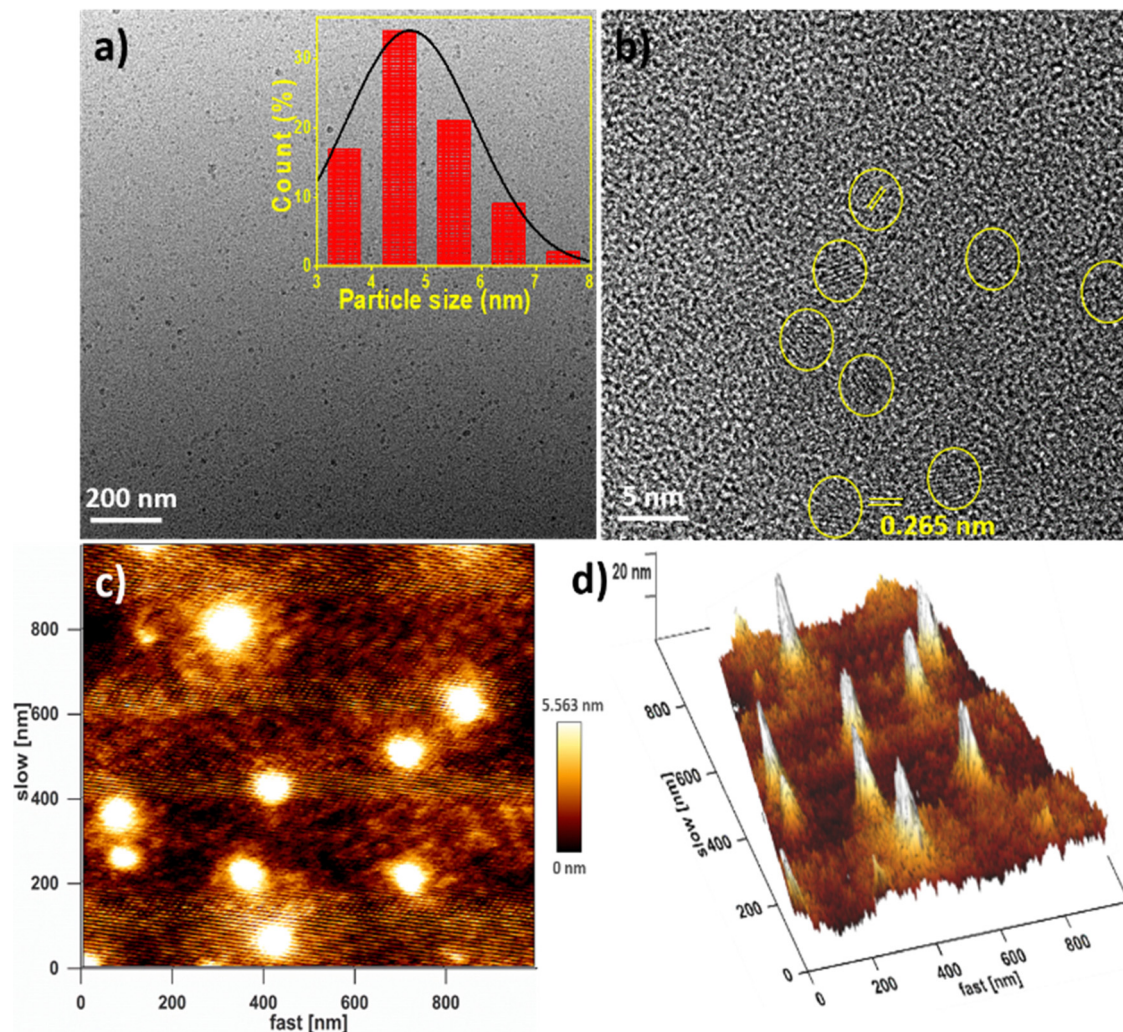 a)
Count (%)
30
20
10
0
3 4 5 6 7 8
Particle size (nm)
200 nm
b)
5 nm
0.265 nm
c)
slow [nm]
800
600
400
200
0
0 200 400 600 800
fast [nm]
5.563 nm
0 nm
d)
20 nm
800
600
400
200
0
slow [nm]
0
200
400
600
800
fast [nm]